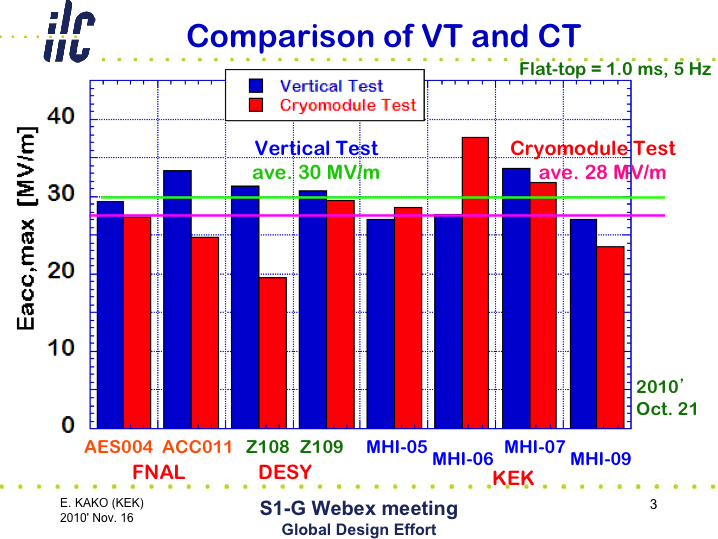 ilc
Comparison of VT and CT
Flat-top = 1.0 ms, 5 Hz
Vertical Test
Cryomodule Test
Vertical Test
ave. 30 MV/m
Cryomodule Test
ave. 28 MV/m
Eacc,max [MV/m]
40
30
20
10
0
2010’
Oct. 21
AES004 ACC011 Z108 Z109 MHI-05 MHI-06 MHI-07 MHI-09
FNAL DESY KEK
E. KAKO (KEK)
2010' Nov. 16
S1-G Webex meeting
Global Design Effort
3